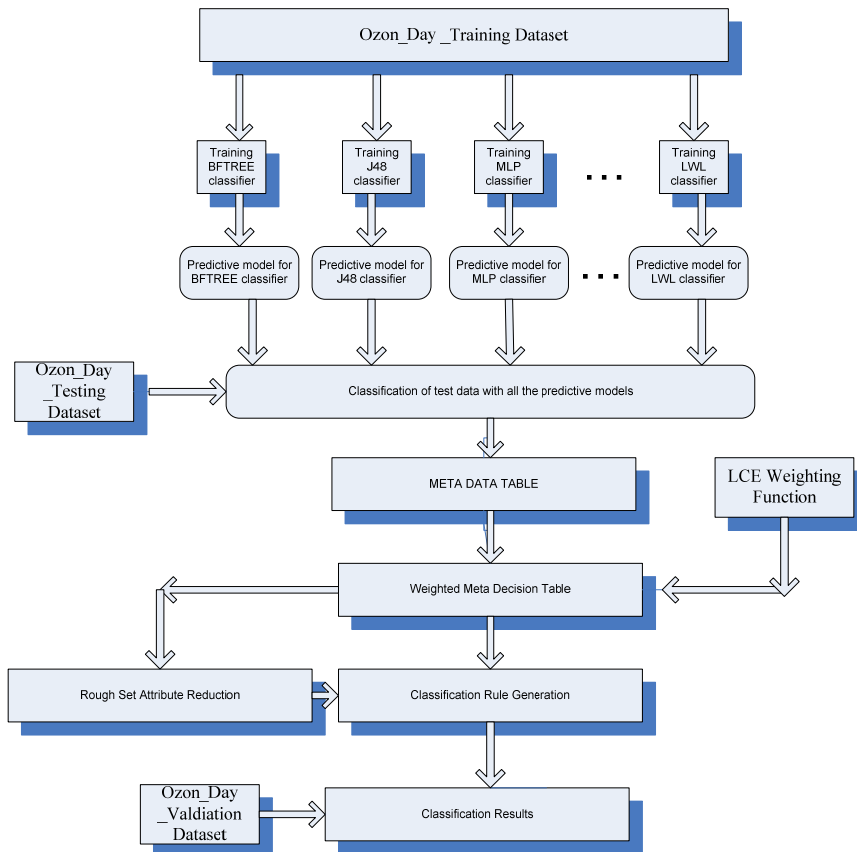 Ozon_Day _Training Dataset
Training
BFTREE
classifier
Training
J48
classifier
Training
MLP
classifier
. . .
Training
LWL
classifier
Predictive model for
BFTREE classifier
Predictive model for
J48 classifier
Predictive model for
MLP classifier
. . .
Predictive model for
LWL classifier
Ozon_Day
_Testing
Dataset
Classification of test data with all the predictive models
META DATA TABLE
LCE Weighting
Function
Weighted Meta Decision Table
Rough Set Attribute Reduction
Classification Rule Generation
Ozon_Day
_Valdiation
Dataset
Classification Results